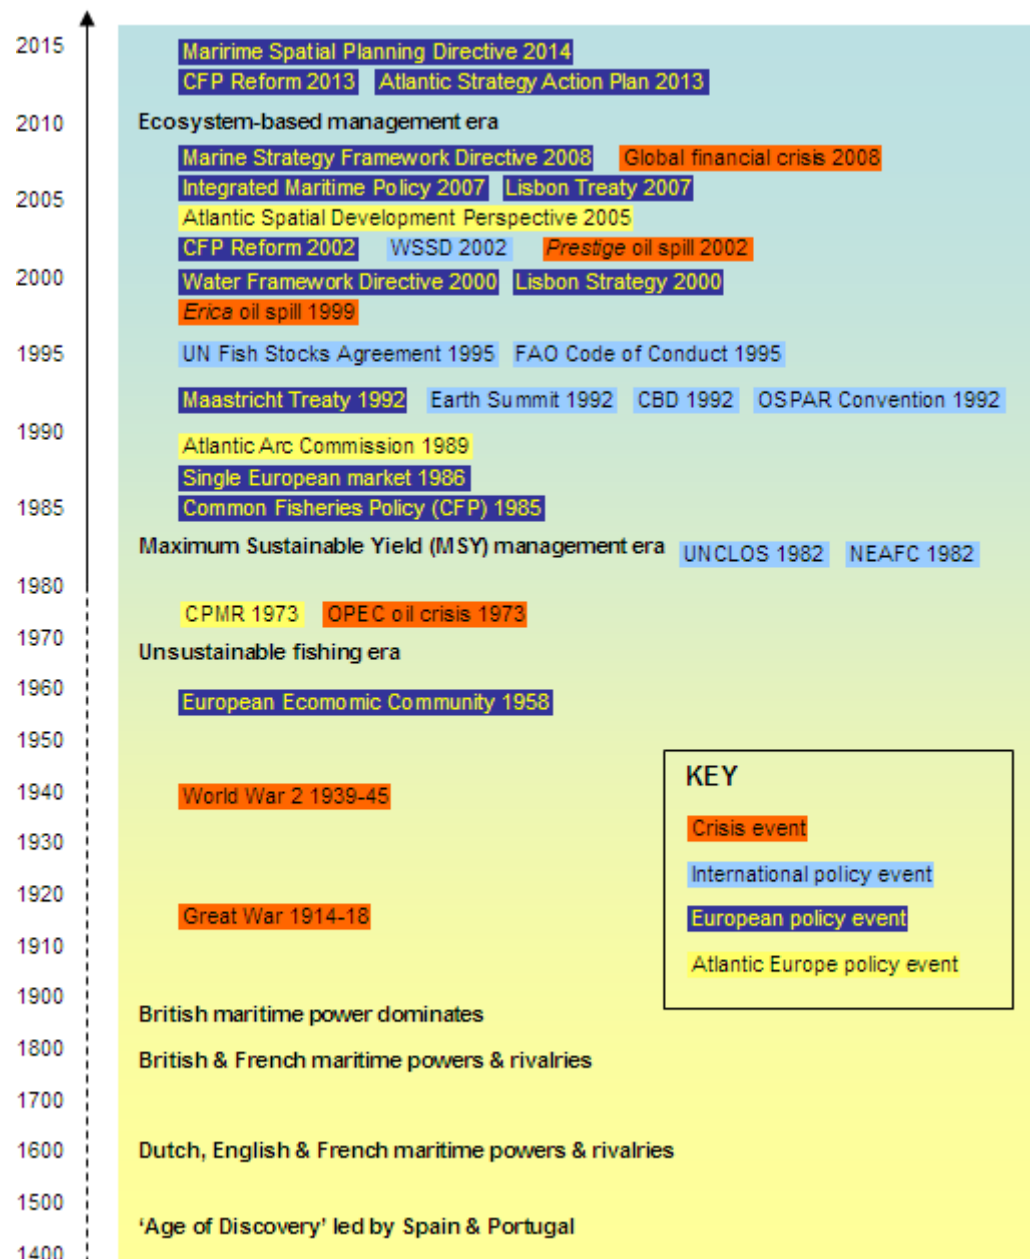 2015
Maririme Spatial Planning Directive 2014
CFP Reform 2013 Atlantic Strategy Action Plan 2013
2010 Ecosystem-based management era
Marine Strategy Framework Directive 2008 Global financial crisis 2008
Integrated Maritime Policy 2007 Lisbon Treaty 2007
2005
Atlantic Spatial Development Perspective 2005
CFP Reform 2002 WSSD 2002 Prestige oil spill 2002
2000 Water Framework Directive 2000 Lisbon Strategy 2000
Erica oil spill 1999
1995 UN Fish Stocks Agreement 1995 FAO Code of Conduct 1995
Maastricht Treaty 1992 Earth Summit 1992 CBD 1992 OSPAR Convention 1992
1990
Atlantic Arc Commission 1989
Single European market 1986
1985 Common Fisheries Policy (CFP) 1985
Maximum Sustainable Yield (MSY) management era UNCLOS 1982 NEAFC 1982
1980
CPMR 1973 OPEC oil crisis 1973
1970
Unsustainable fishing era
1960
European Ecomomic Community 1958
1950
KEY
1940 World War 2 1939-45
Crisis event
1930
International policy event
1920
Great War 1914-18
European policy event
1910
Atlantic Europe policy event
1900
British maritime power dominates
1800
British & French maritime powers & rivalries
1700
1600 Dutch, English & French maritime powers & rivalries
1500
‘Age of Discovery’ led by Spain & Portugal
1400